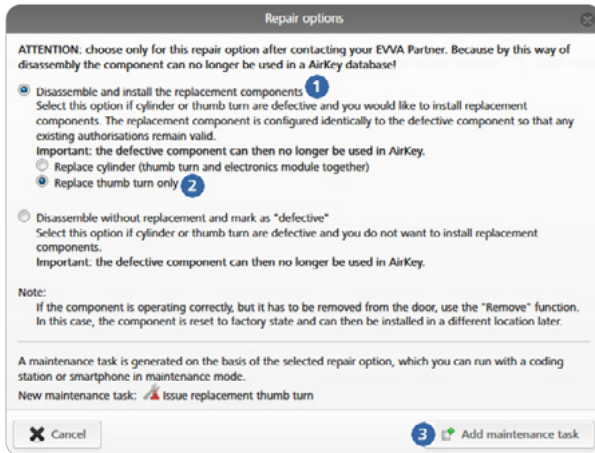 Repair options
ATTENTION: choose only for this repair option after contacting your EVVA Partner. Because by this way of
disassembly the component can no longer be used in a AirKey database!
Disassemble and install the replacement components 1
Select this option if cylinder or thumb turn are defective and you would like to install replacement
components. The replacement component is configured identically to the defective component so that any
existing authorisations remain valid.
Important: the defective component can then no longer be used in AirKey.
Replace cylinder (thumb turn and electronics module together)
Replace thumb turn only 2
Disassemble without replacement and mark as "defective"
Select this option if cylinder or thumb turn are defective and you do not want to install replacement
components.
Important: the defective component can then no longer be used in AirKey.
Note:
If the component is operating correctly, but it has to be removed from the door, use the "Remove" function.
In this case, the component is reset to factory state and can then be installed in a different location later.
A maintenance task is generated on the basis of the selected repair option, which you can run with a coding
station or smartphone in maintenance mode.
New maintenance task: Issue replacement thumb turn
Cancel
3 Add maintenance task